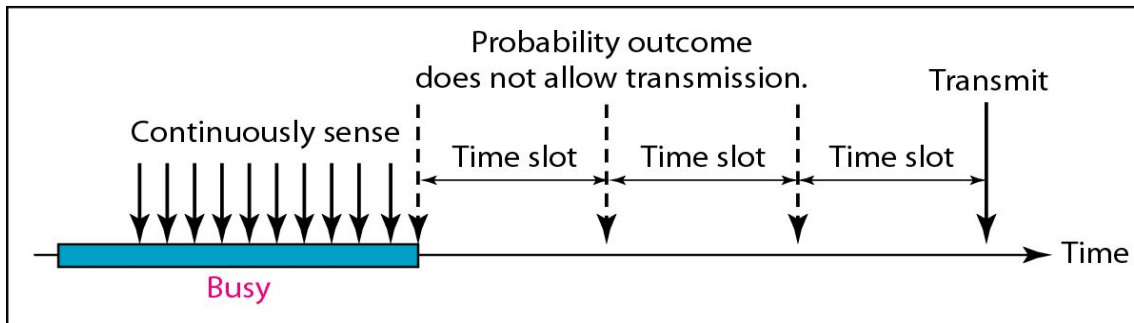 Probability outcome
does not allow transmission.
Transmit
Continuously sense
Time slot
Time slot
Time slot
Time
Busy